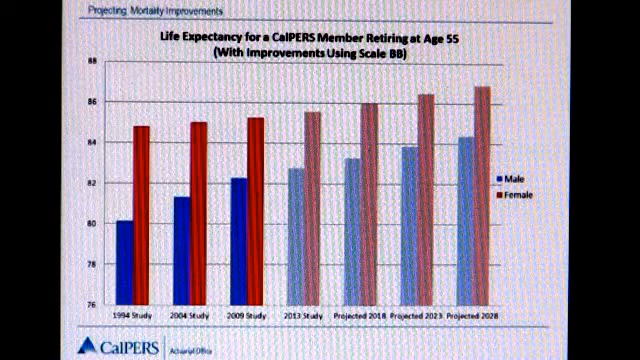 Projecting Mortality Improvements
Life Expectancy for a CalPERS Member Retiring at Age 55
(With Improvements Using Scale BB)
88
86
84
82
80
78
76
Male
Female
1994 Study 2004 Study 2009 Study 2013 Study Projected 2018 Projected 2023 Projected 2028
CalPERS Actuarial Office